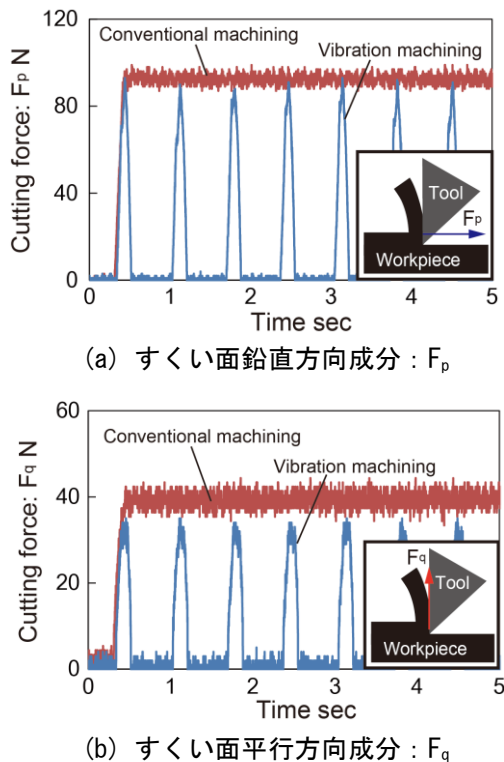 120
Conventional machining
Vibration machining
80
40
0
Cutting force: Fp N
Tool
Fp
Workpiece
0 1 2 3 4 5
Time sec
(a) すくい面鉛直方向成分：Fp
60
Conventional machining
Vibration machining
40
20
0
Cutting force: Fq N
Fq
Tool
Workpiece
0 1 2 3 4 5
Time sec
(b) すくい面平行方向成分：Fq